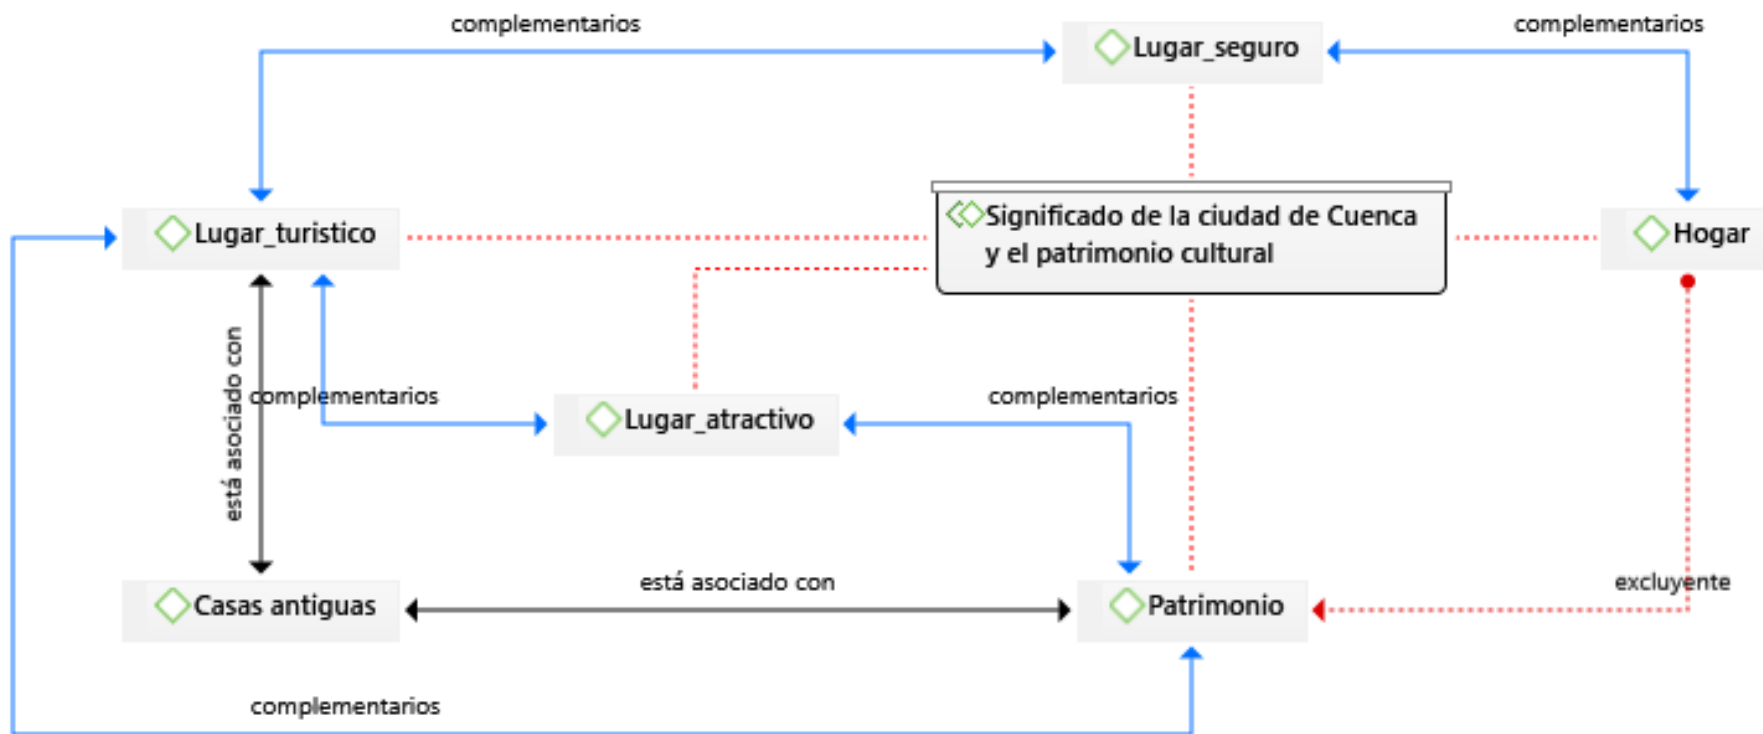 complementarios
complementarios
Lugar_seguro
Significado de la ciudad de Cuenca
y el patrimonio cultural
Lugar_turistico
Hogar
está asociado con
complementarios
complementarios
Lugar_atractivo
está asociado con
excluyente
Casas antiguas
Patrimonio
complementarios